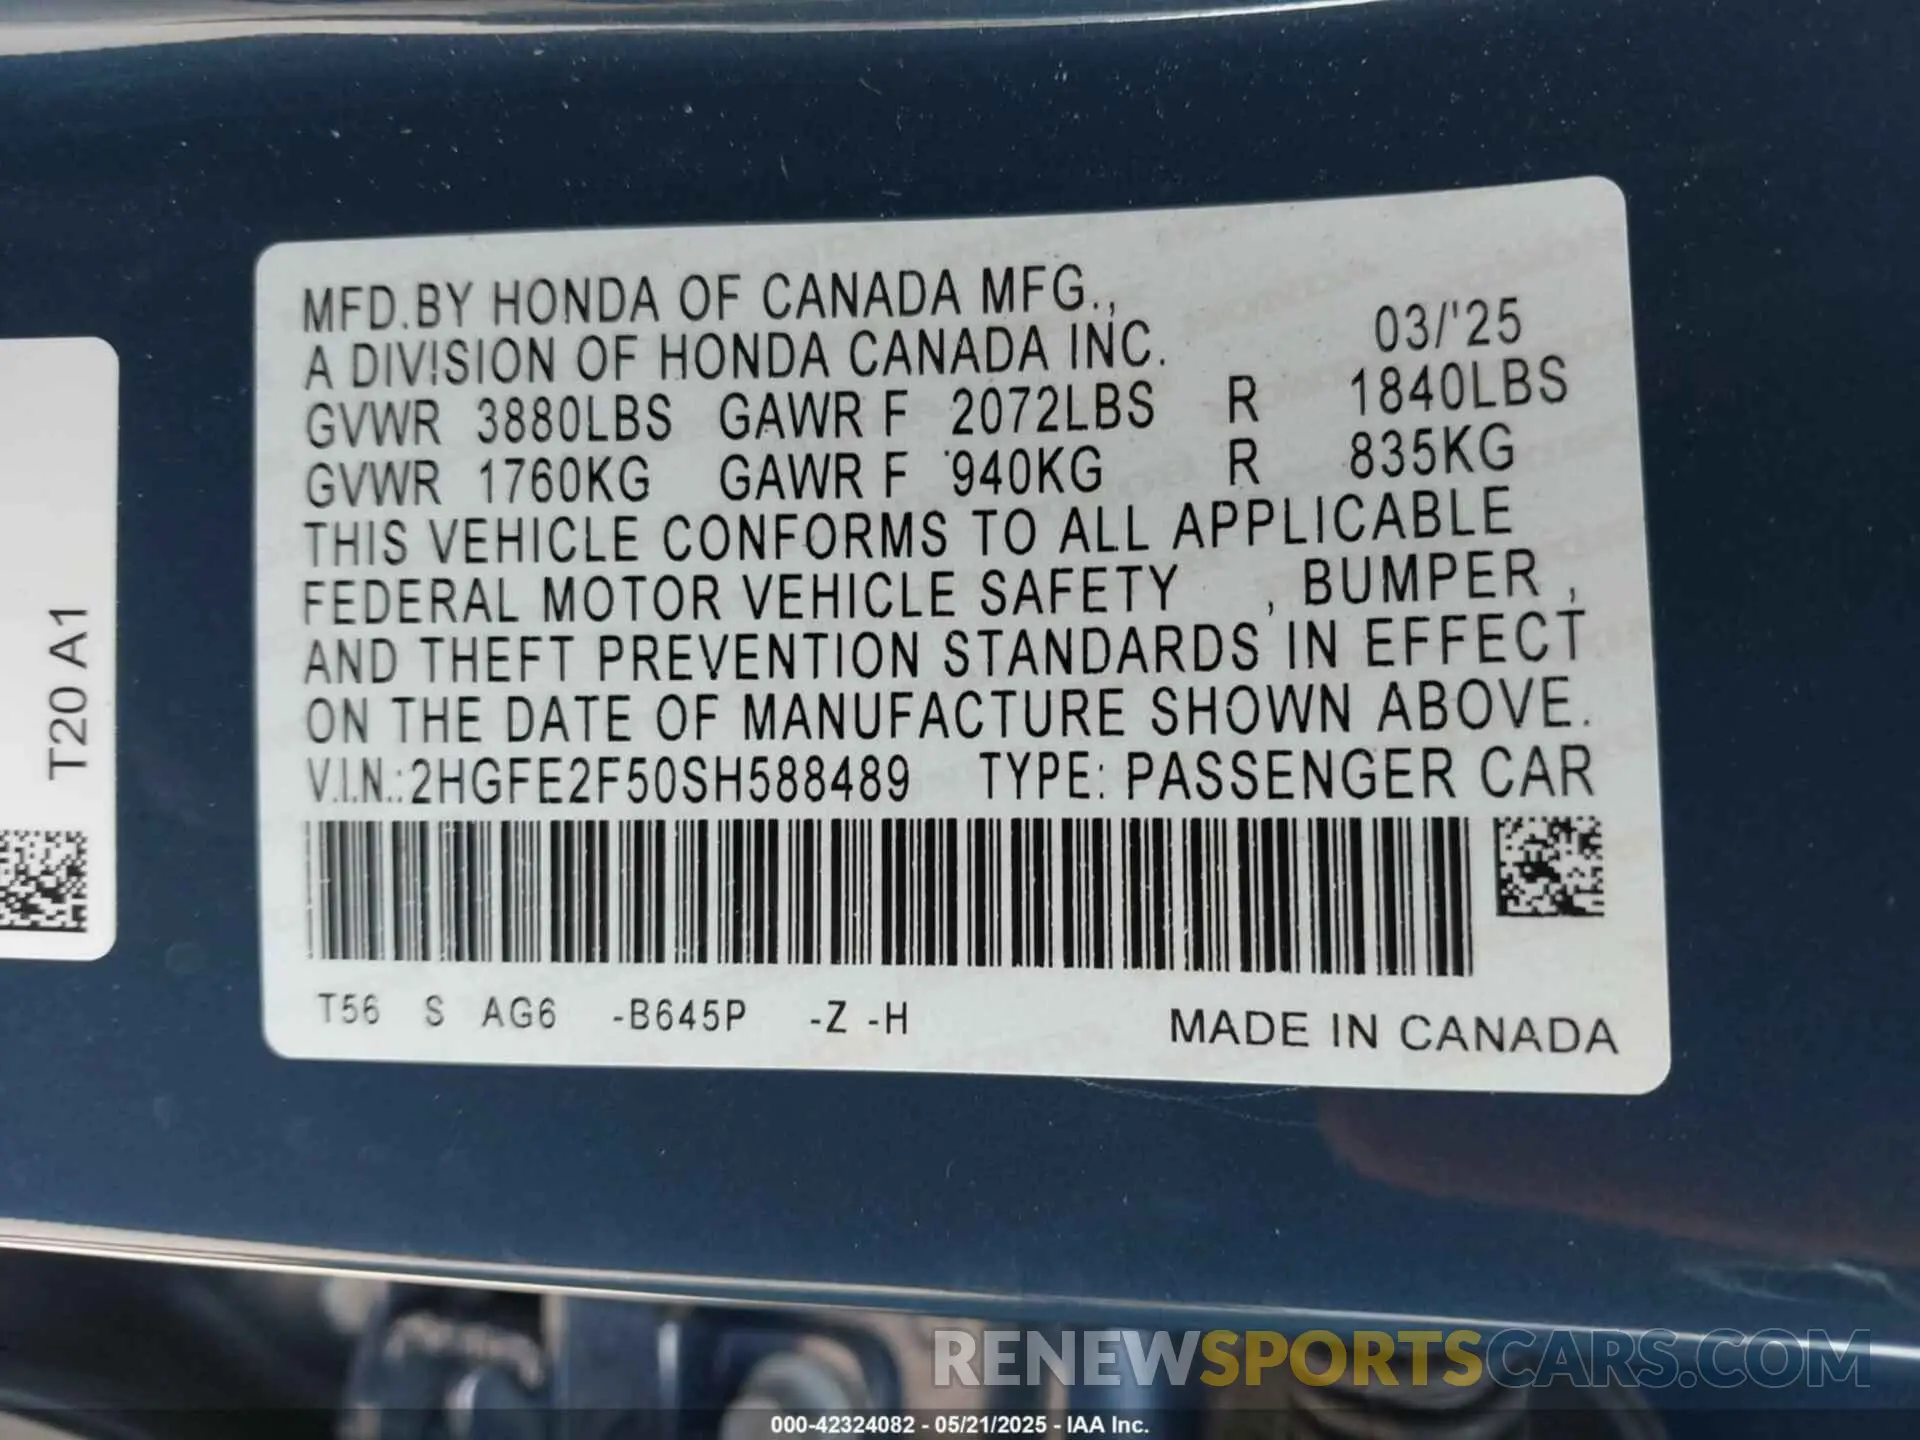 MFD.BY HONDA OF CANADA MFG.,
A DIVISION OF HONDA CANADA INC. 03/'25
GVWR 3880LBS GAWR F 2072LBS R 1840LBS
GVWR 1760KG GAWR F 940KG R 835KG
THIS VEHICLE CONFORMS TO ALL APPLICABLE
FEDERAL MOTOR VEHICLE SAFETY , BUMPER ,
AND THEFT PREVENTION STANDARDS IN EFFECT
ON THE DATE OF MANUFACTURE SHOWN ABOVE.
V.I.N.:2HGFE2F50SH588489 TYPE: PASSENGER CAR
T56 S AG6 -B645P -Z -H MADE IN CANADA
T20 A1
RENEWSPORTSCARS.COM
000-42324082 - 05/21/2025 - IAA Inc.